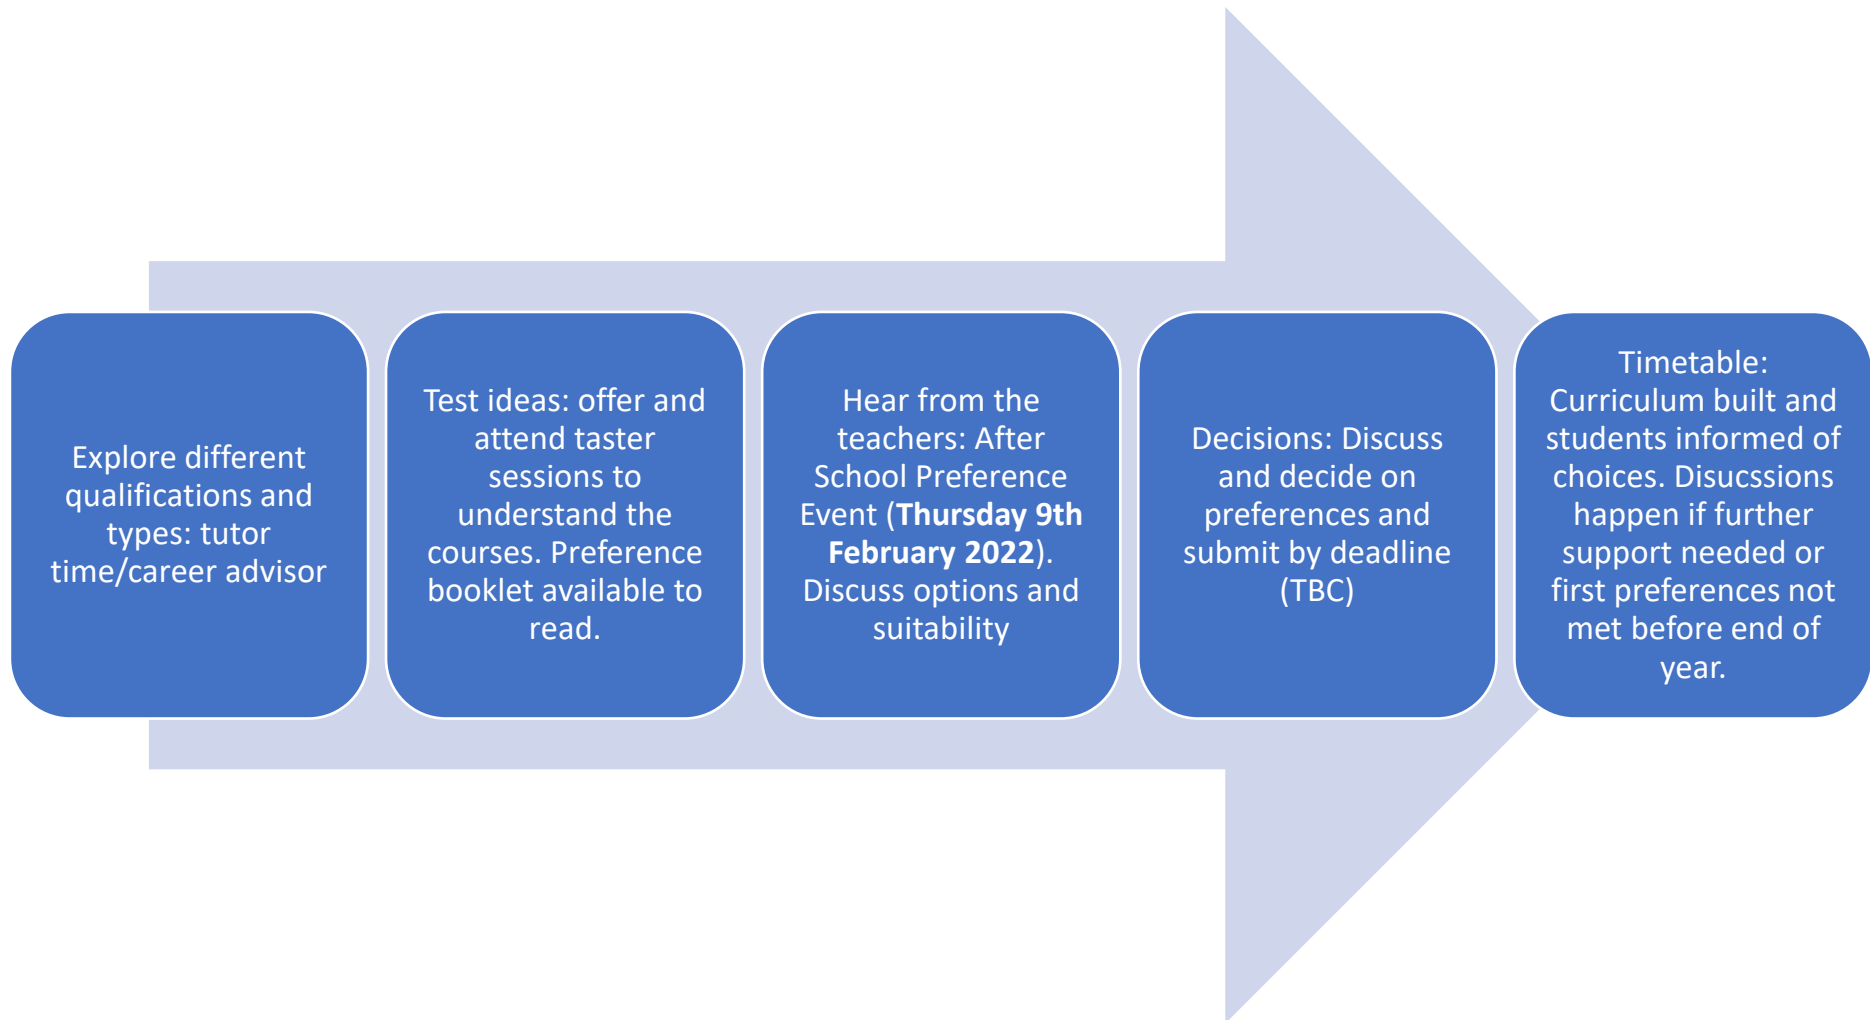 Explore different
qualifications and
types: tutor
time/career advisor
Test ideas: offer and
attend taster
sessions to
understand the
courses. Preference
booklet available to
read.
Hear from the
teachers: After
School Preference
Event (Thursday 9th
February 2022).
Discuss options and
suitability
Decisions: Discuss
and decide on
preferences and
submit by deadline
(TBC)
Timetable:
Curriculum built and
students informed of
choices. Disucssions
happen if further
support needed or
first preferences not
met before end of
year.